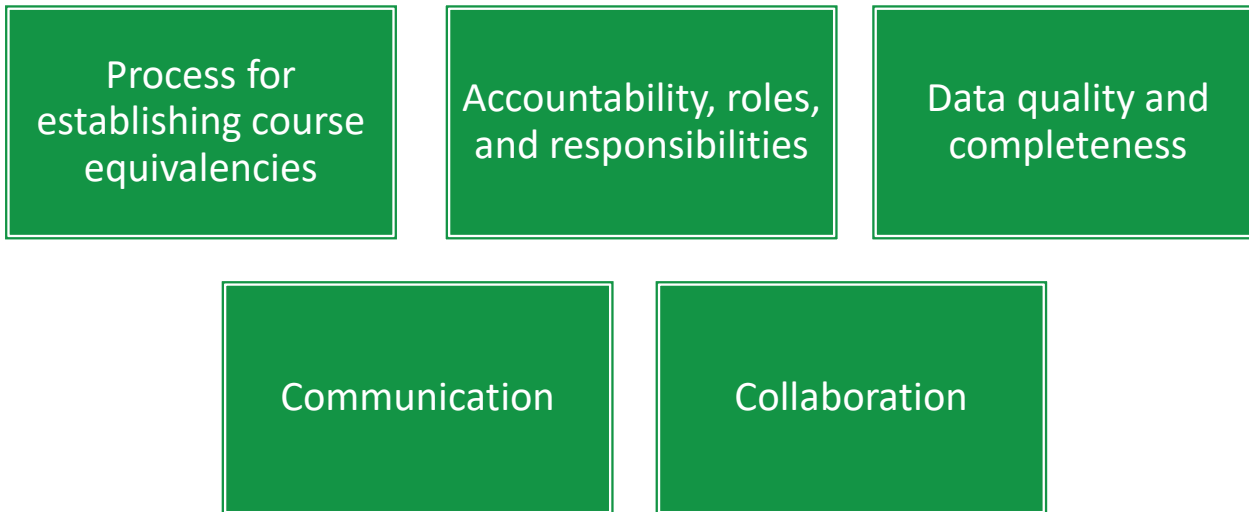 Process for
establishing course
equivalencies
Accountability, roles,
and responsibilities
Data quality and
completeness
Communication
Collaboration